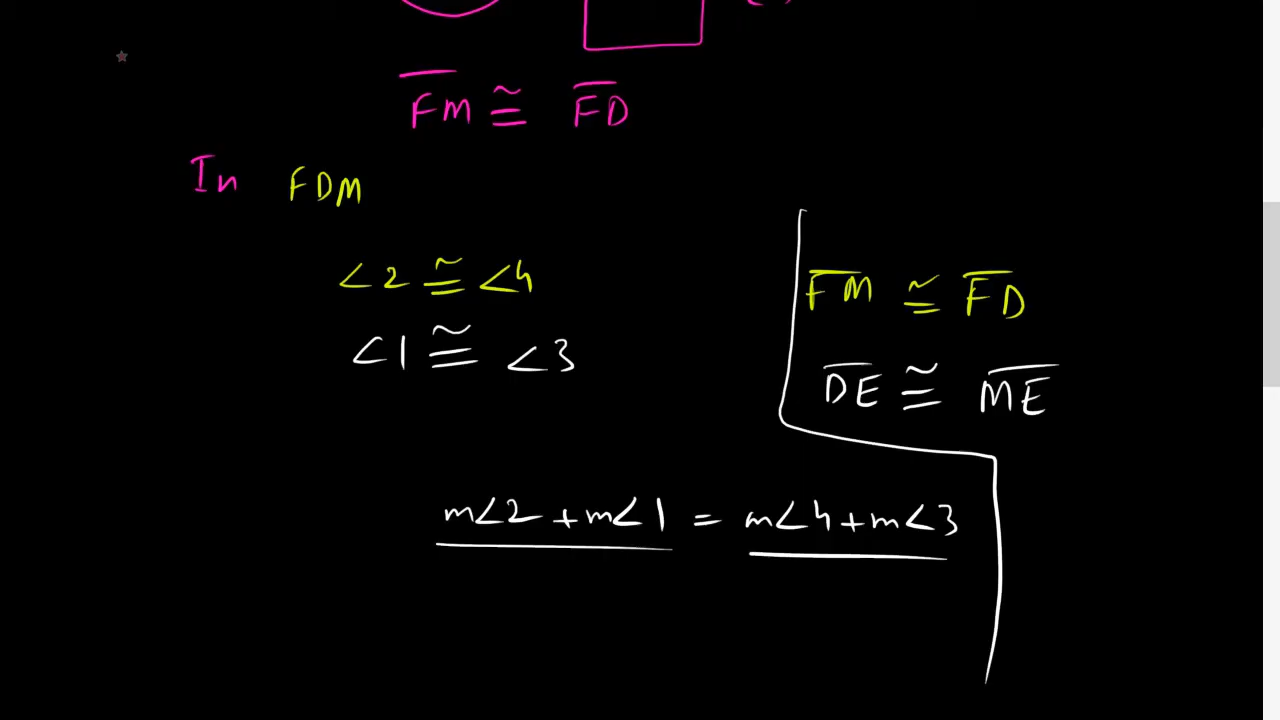 FM ≅ FD
In FDM
∠2 ≅ ∠4
∠1 ≅ ∠3
FM ≅ FD
DE ≅ ME
m∠2 + m∠1 = m∠4 + m∠3